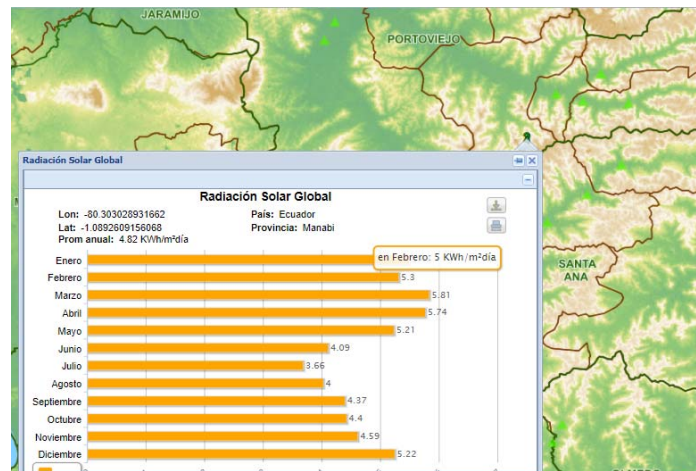 JARAMIJO
PORTOVIEJO
Radiación Solar Global
Radiación Solar Global
Lon: -80.303028931662 País: Ecuador
Lat: -1.0892609156068 Provincia: Manabi
Prom anual: 4.82 KWh/m²día
Enero
en Febrero: 5 KWh/m²día
Febrero 5.3
Marzo 5.81
Abril 5.74
Mayo 5.21
Junio 4.09
Julio 3.66
Agosto 4
Septiembre 4.37
Octubre 4.4
Noviembre 4.59
Diciembre 5.22
SANTA
ANA